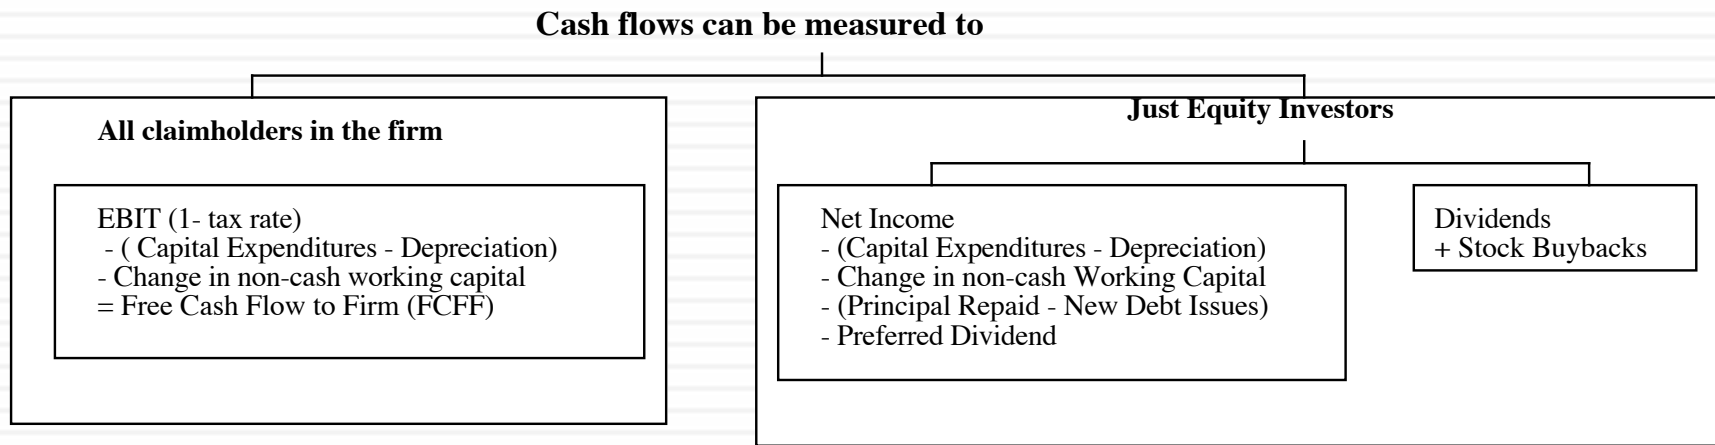 Cash flows can be measured to
All claimholders in the firm
EBIT (1- tax rate)
- ( Capital Expenditures - Depreciation)
- Change in non-cash working capital
= Free Cash Flow to Firm (FCFF)
Just Equity Investors
Net Income
- (Capital Expenditures - Depreciation)
- Change in non-cash Working Capital
- (Principal Repaid - New Debt Issues)
- Preferred Dividend
Dividends
+ Stock Buybacks